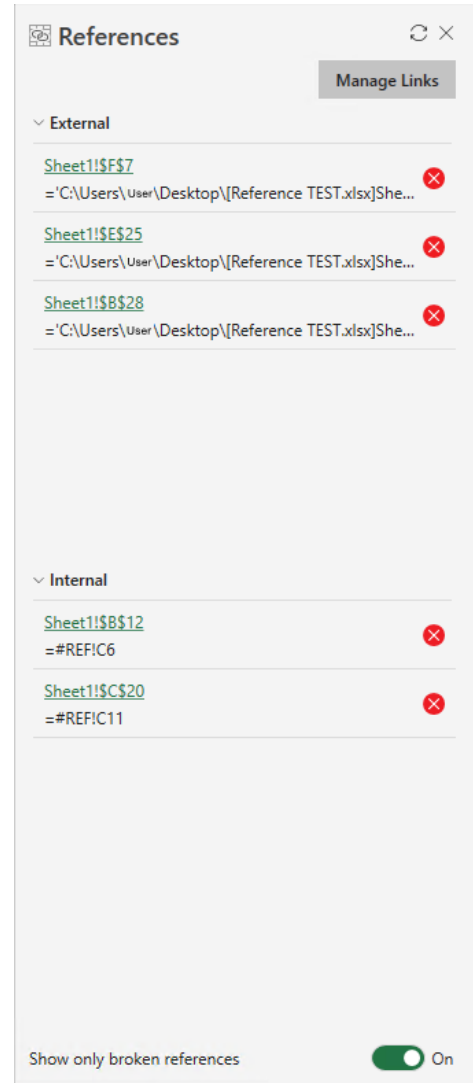 References
Manage Links
External
Sheet1!$F$7
='C:\Users\User\Desktop\[Reference TEST.xlsx]She...
Sheet1!$E$25
='C:\Users\User\Desktop\[Reference TEST.xlsx]She...
Sheet1!$B$28
='C:\Users\User\Desktop\[Reference TEST.xlsx]She...
Internal
Sheet1!$B$12
=#REF!C6
Sheet1!$C$20
=#REF!C11
Show only broken references On